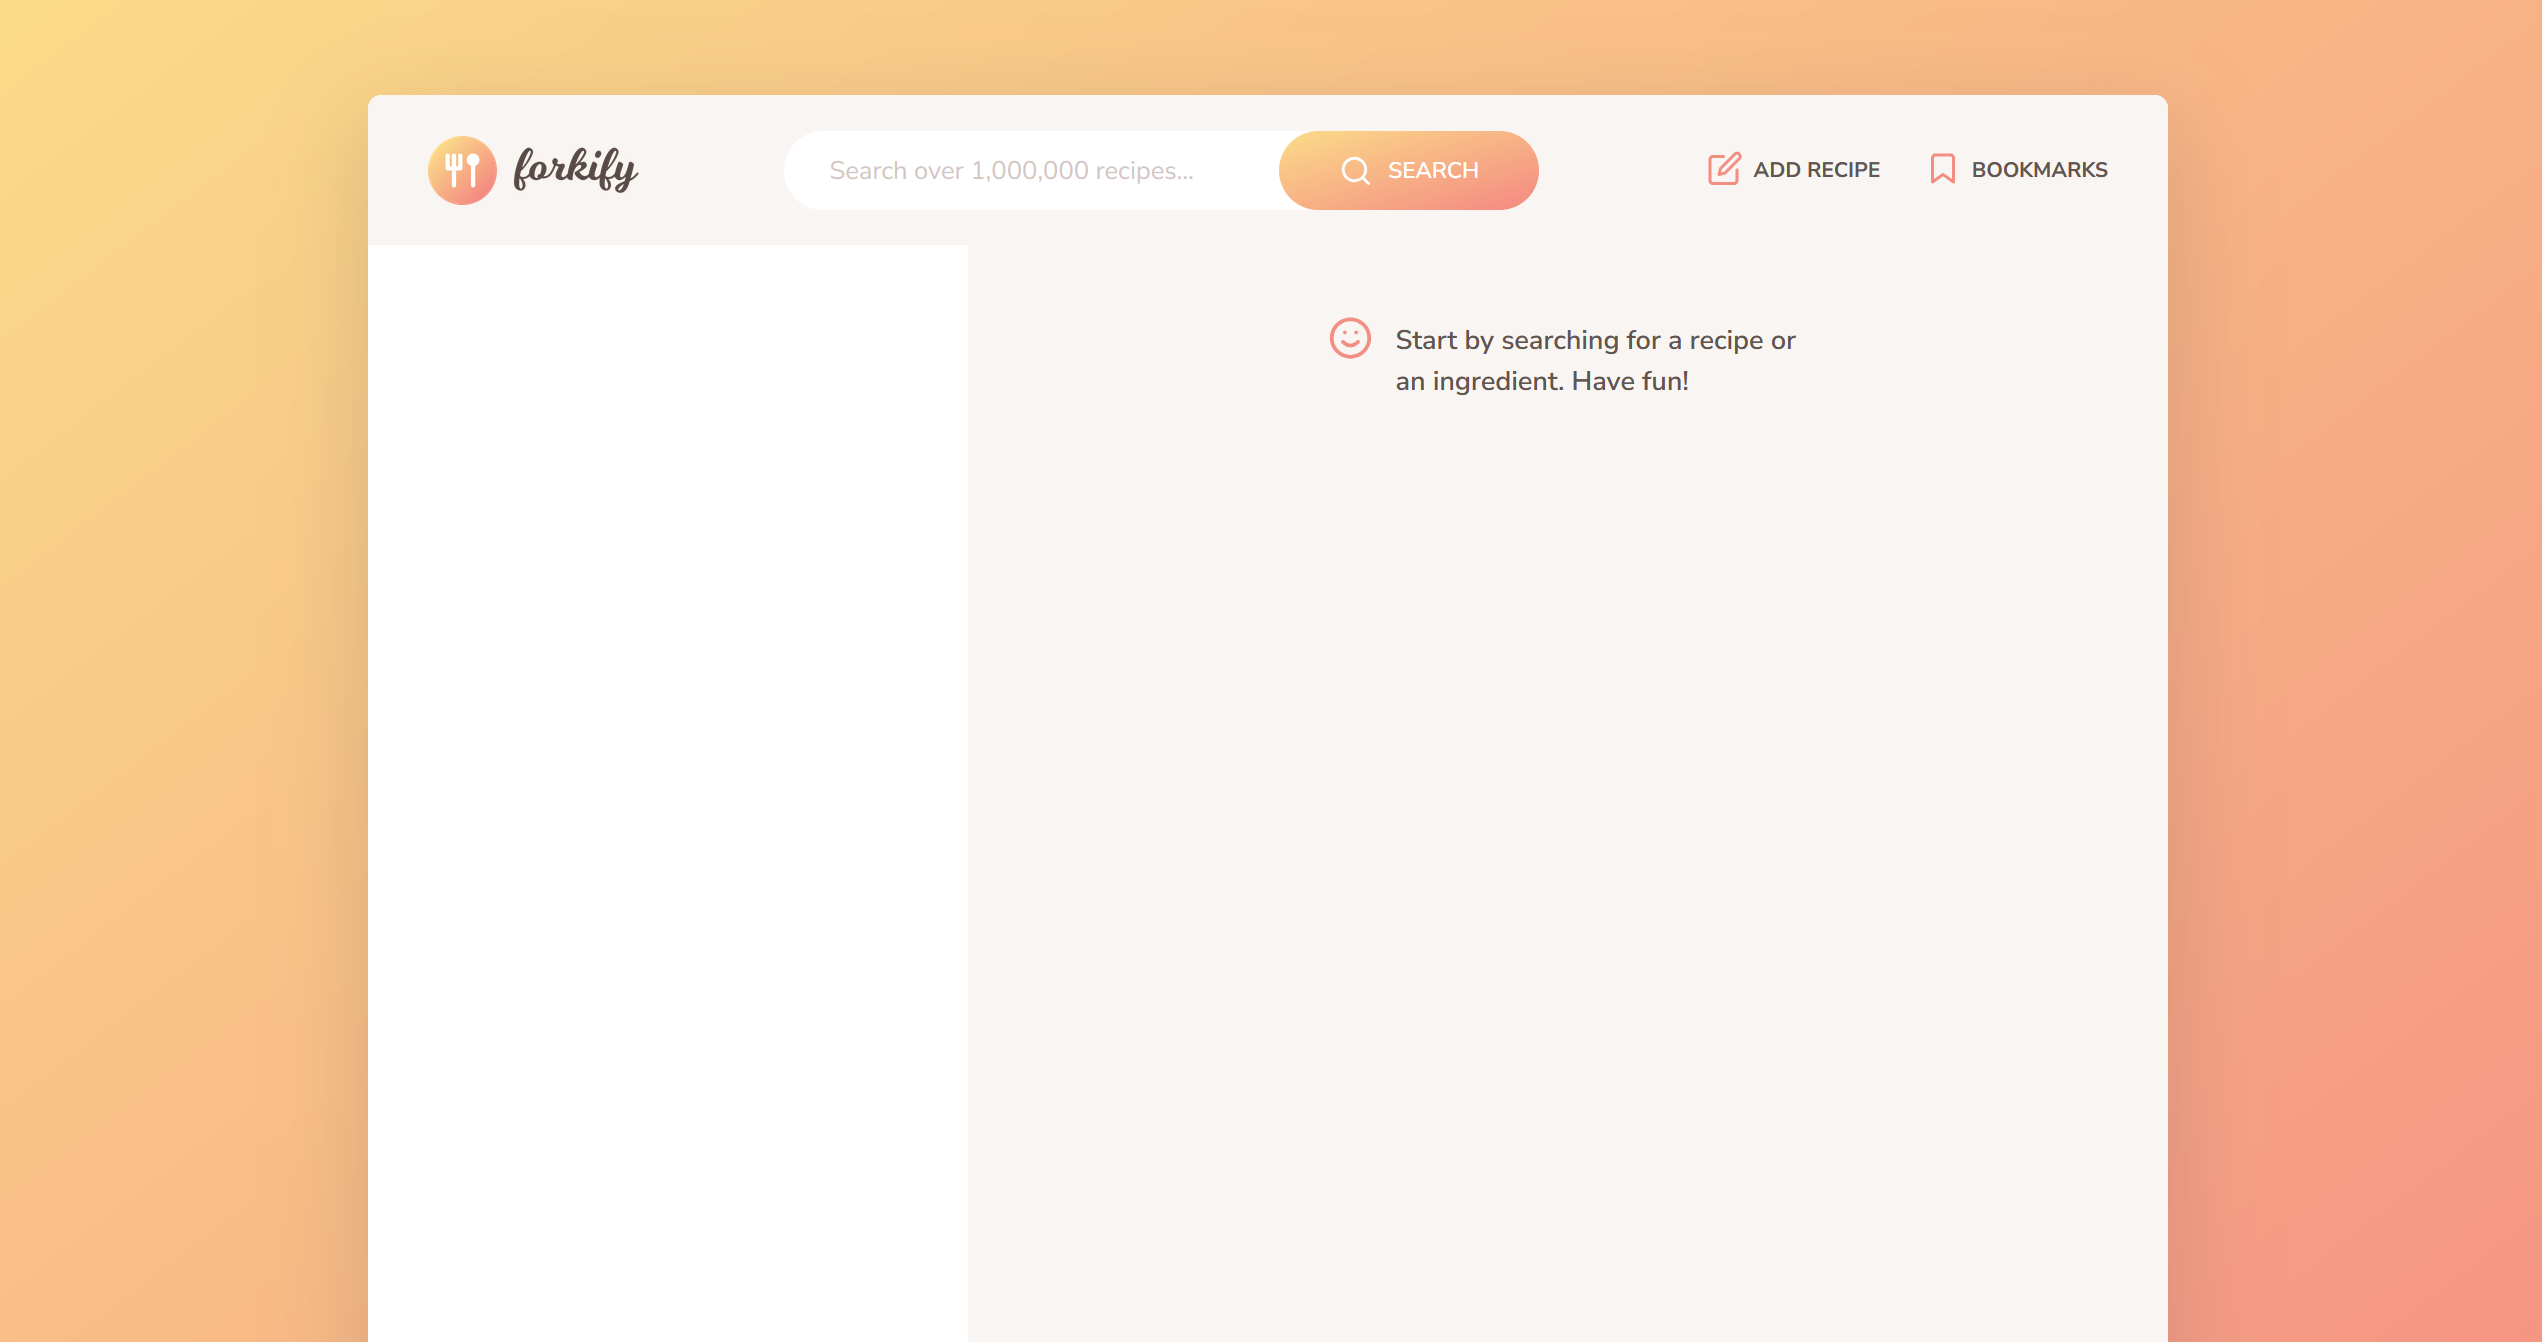 forkify
Search over 1,000,000 recipes...
SEARCH
ADD RECIPE
BOOKMARKS
Start by searching for a recipe or
an ingredient. Have fun!